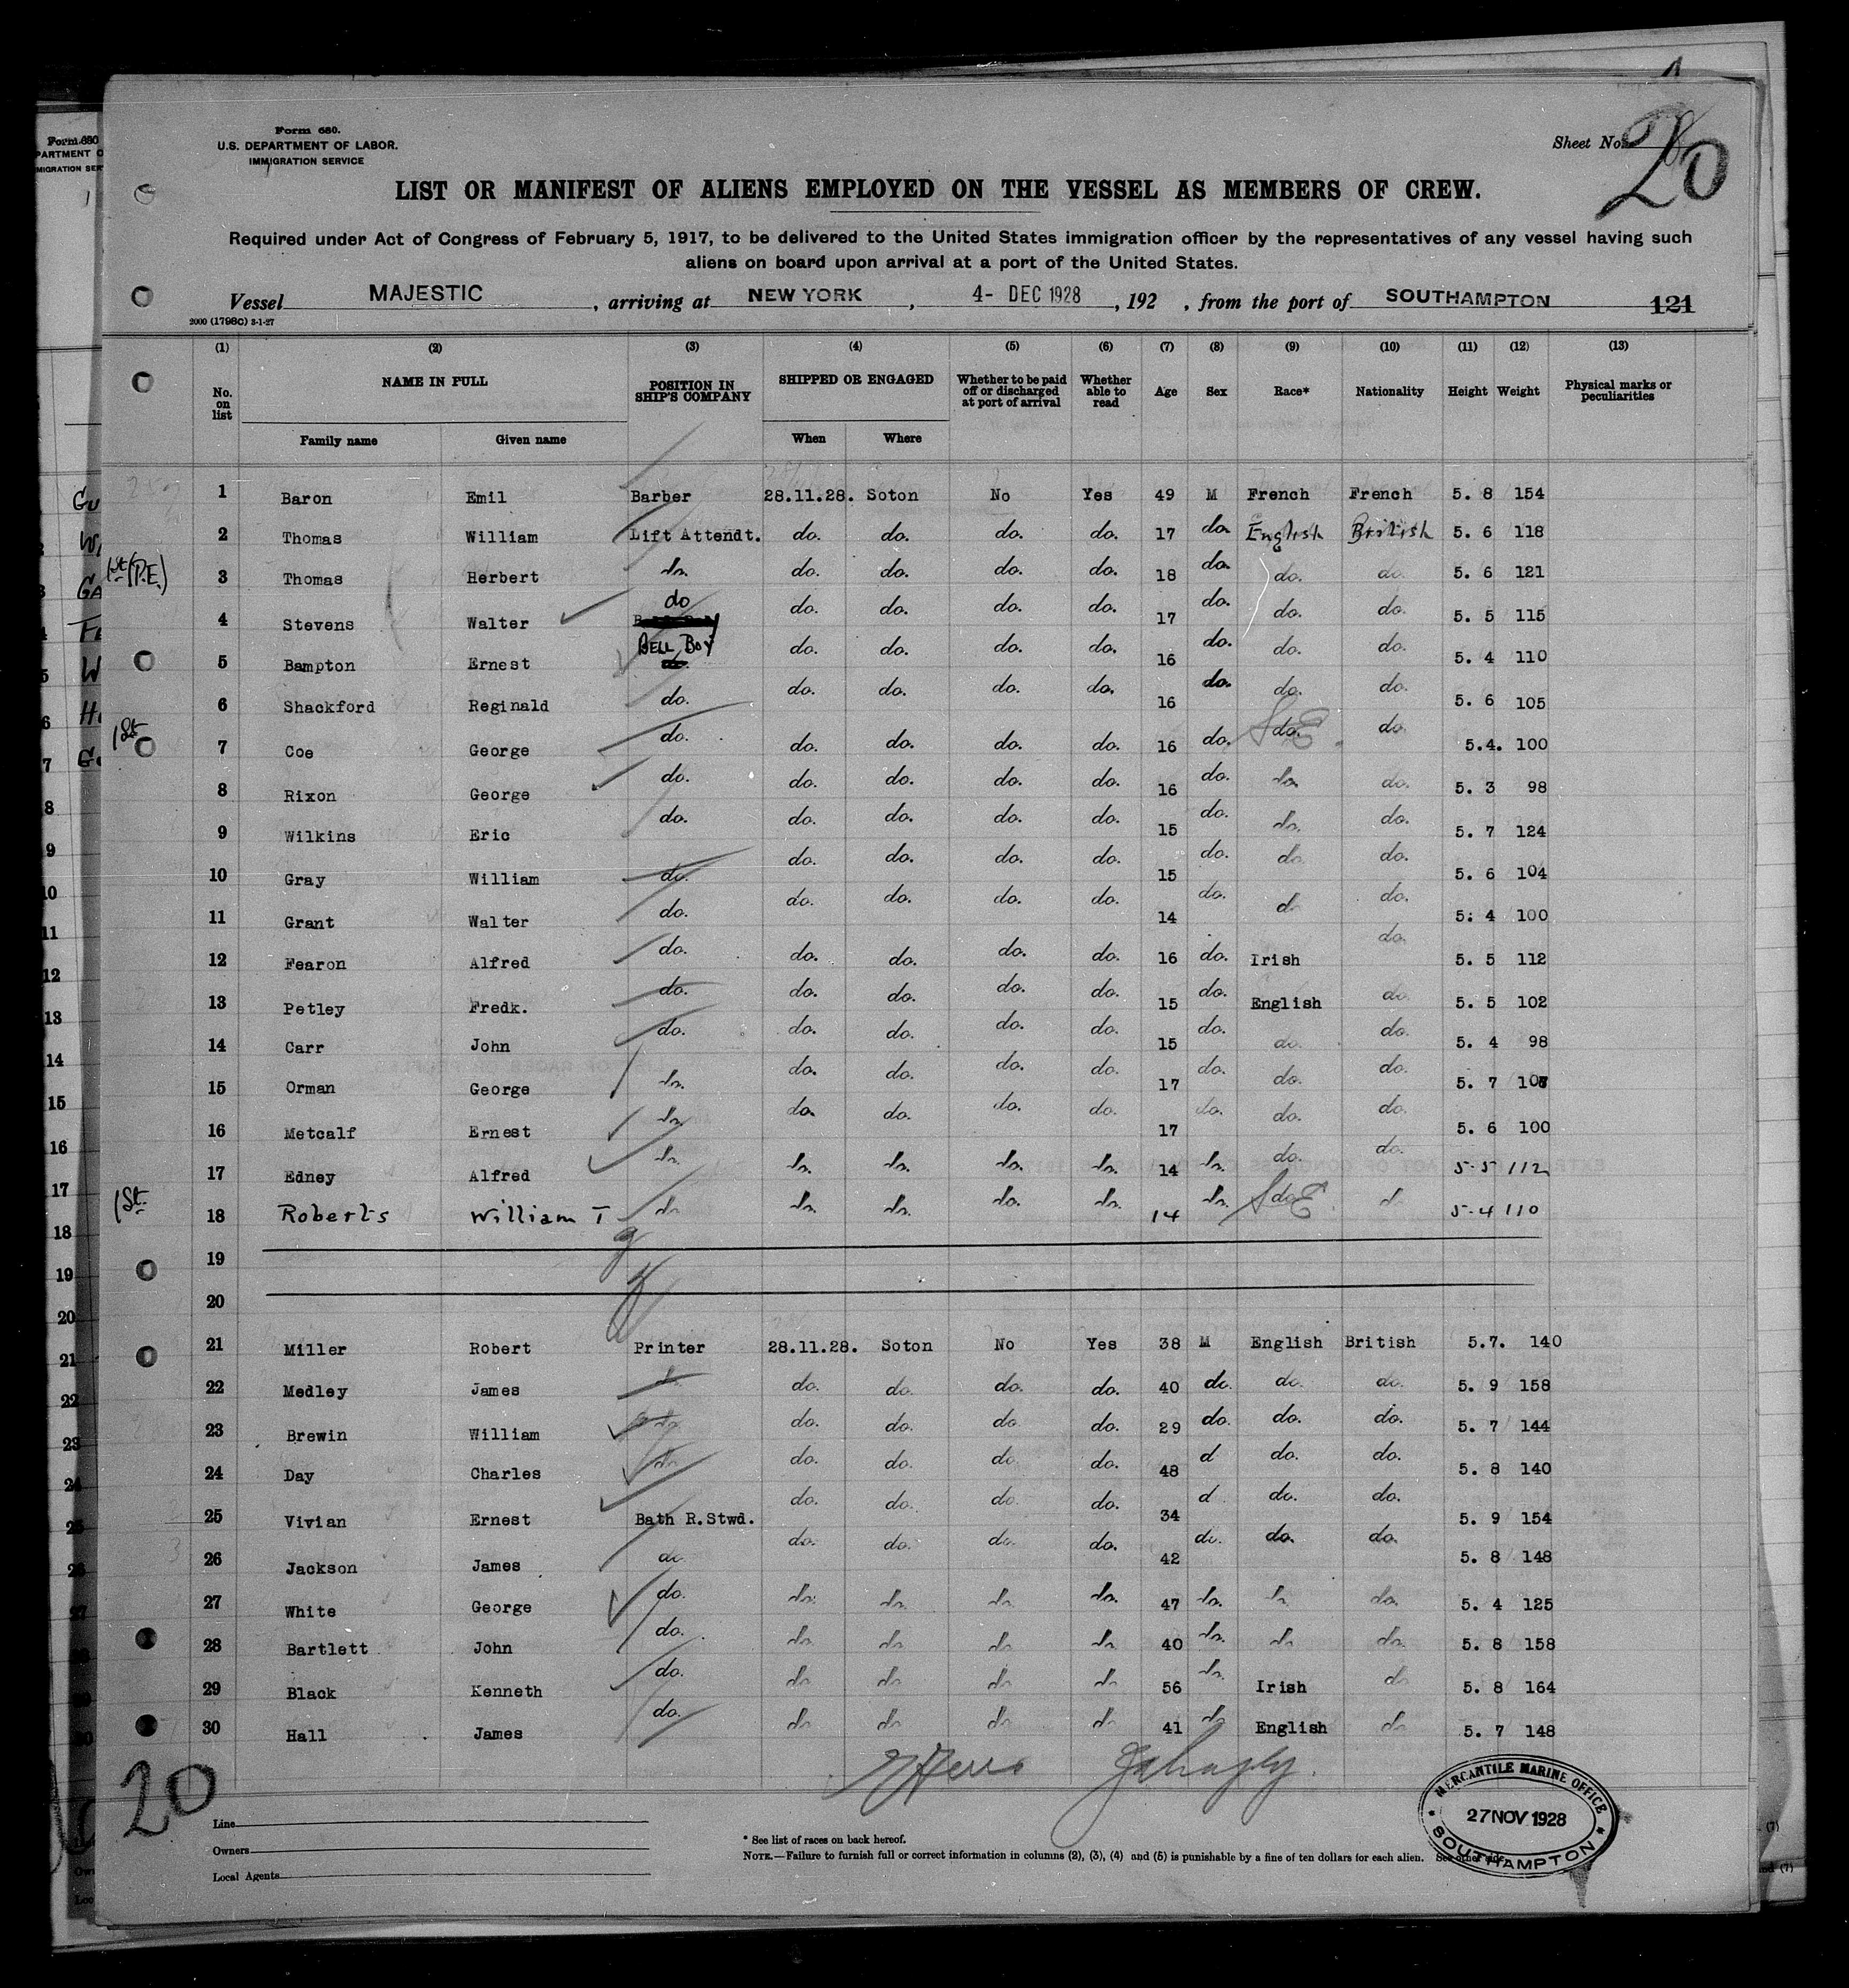 Form 680.
U.S. DEPARTMENT OF LABOR.
IMMIGRATION SERVICE
Sheet No. 20
LIST OR MANIFEST OF ALIENS EMPLOYED ON THE VESSEL AS MEMBERS OF CREW.
Required under Act of Congress of February 5, 1917, to be delivered to the United States immigration officer by the representatives of any vessel having such
aliens on board upon arrival at a port of the United States.
Vessel MAJESTIC, arriving at NEW YORK, 4- DEC 1928, 192 , from the port of SOUTHAMPTON 121
2000 (1798C) 3-1-27
(1) (2) (3) (4) (5) (6) (7) (8) (9) (10) (11) (12) (13)
No. on list NAME IN FULL POSITION IN SHIP'S COMPANY SHIPPED OR ENGAGED Whether to be paid off or discharged at port of arrival Whether able to read Age Sex Race* Nationality Height Weight Physical marks or peculiarities
Family name Given name When Where
1 Baron Emil Barber 28.11.28. Soton No Yes 49 M French French 5. 8 154
2 Thomas William Lift Attendt. do. do. do. do. 17 do. English British 5. 6 118
1st (P.E.) 3 Thomas Herbert do. do. do. do. do. 18 do. do. do. 5. 6 121
4 Stevens Walter do do. do. do. do. 17 do. do. do. 5. 5 115
5 Bampton Ernest BELL BOY do. do. do. do. 16 do. do. do. 5. 4 110
6 Shackford Reginald do. do. do. do. do. 16 do. do. do. 5. 6 105
1st 7 Coe George do. do. do. do. do. 16 do. do. do. 5.4. 100
8 Rixon George do. do. do. do. do. 16 do. do. do. 5. 3 98
9 Wilkins Eric do. do. do. do. do. 15 do. do. do. 5. 7 124
10 Gray William do. do. do. do. do. 15 do. do. do. 5. 6 104
11 Grant Walter do. do. do. do. do. 14 do. do do. 5: 4 100
12 Fearon Alfred do. do. do. do. do. 16 do. Irish do. 5. 5 112
13 Petley Fredk. do. do. do. do. do. 15 do. English do. 5. 5 102
14 Carr John do. do. do. do. do. 15 do. do. do. 5. 4 98
15 Orman George do. do. do. do. do. 17 do. do. do. 5. 7
16 Metcalf Ernest do. do. do. do. do. 17 do. do. do. 5. 6 100
17 Edney Alfred do. do. do. do. do. 14 do. do. do. 5-5 112
1st 18 Roberts William T do do. do. do. do. 14 do. do do 5-4 110
19
20
21 Miller Robert Printer 28.11.28. Soton No Yes 38 M English British 5.7. 140
22 Medley James do. do. do. do. do. 40 do. do. do. 5. 9 158
23 Brewin William do. do. do. do do. 29 do. do. do. 5. 7 144
24 Day Charles do. do. do. do. do. 48 d do. do. 5. 8 140
25 Vivian Ernest Bath R.Stwd. do. do. do. do. 34 d. do. do. 5. 9 154
26 Jackson James do. do. do. do. do. 42 do. do. do. 5. 8 148
27 White George do. do. do. do do. 47 do. do do. 5. 4 125
28 Bartlett John do. do do do do. 40 do. do do. 5. 8 158
29 Black Kenneth do. do do do do 56 do. Irish do 5. 8 164
30 Hall James do. do do do do 41 do English do 5. 7 148
20
Line
Owners
Local Agents
* See list of races on back hereof.
NOTE.—Failure to furnish full or correct information in columns (2), (3), (4) and (5) is punishable by a fine of ten dollars for each alien. See other side.
MERCANTILE MARINE OFFICE
27 NOV 1928
SOUTHAMPTON